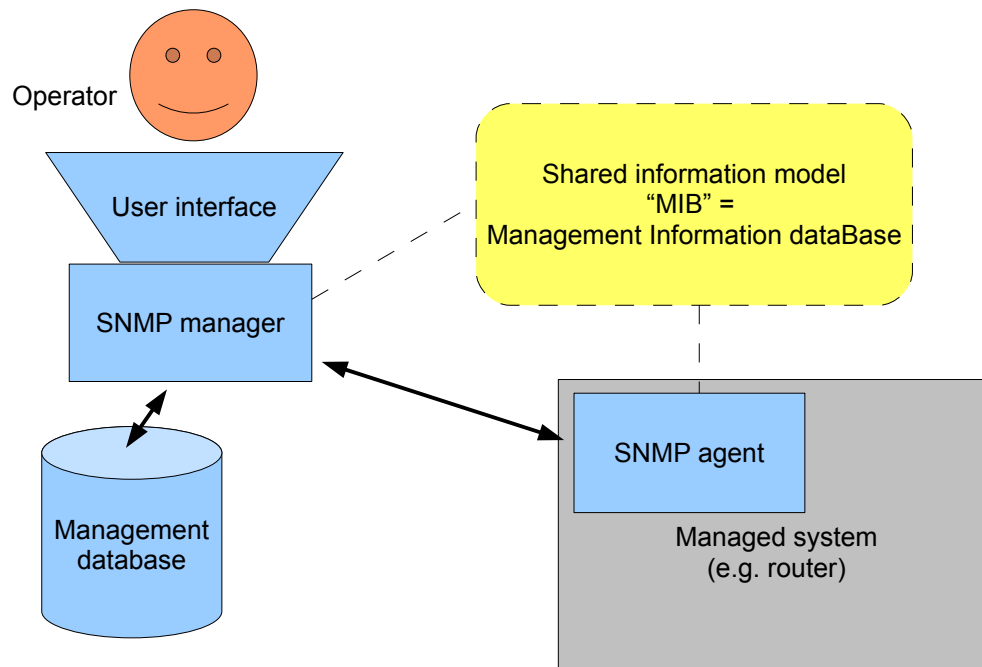 Operator
User interface
SNMP manager
Management
database
Shared information model
“MIB” =
Management Information dataBase
SNMP agent
Managed system
(e.g. router)